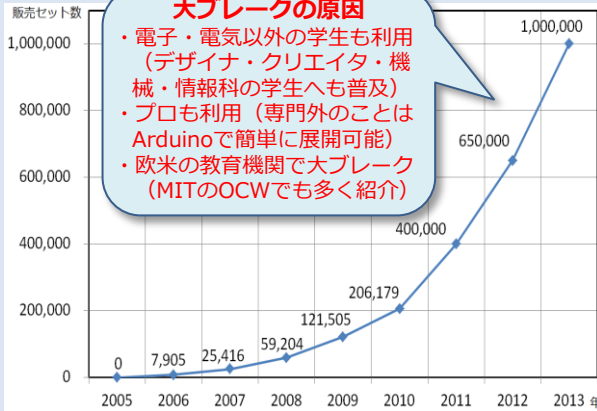 販売セット数
大ブレークの原因
・電子・電気以外の学生も利用
（デザイナ・クリエイタ・機
械・情報科の学生へも普及）
・プロも利用（専門外のことは
Arduinoで簡単に展開可能）
・欧米の教育機関で大ブレーク
（MITのOCWでも多く紹介）
1,000,000
800,000
600,000
400,000
200,000
0
0
7,905
25,416
59,204
121,505
206,179
400,000
650,000
1,000,000
2005 2006 2007 2008 2009 2010 2011 2012 2013 年